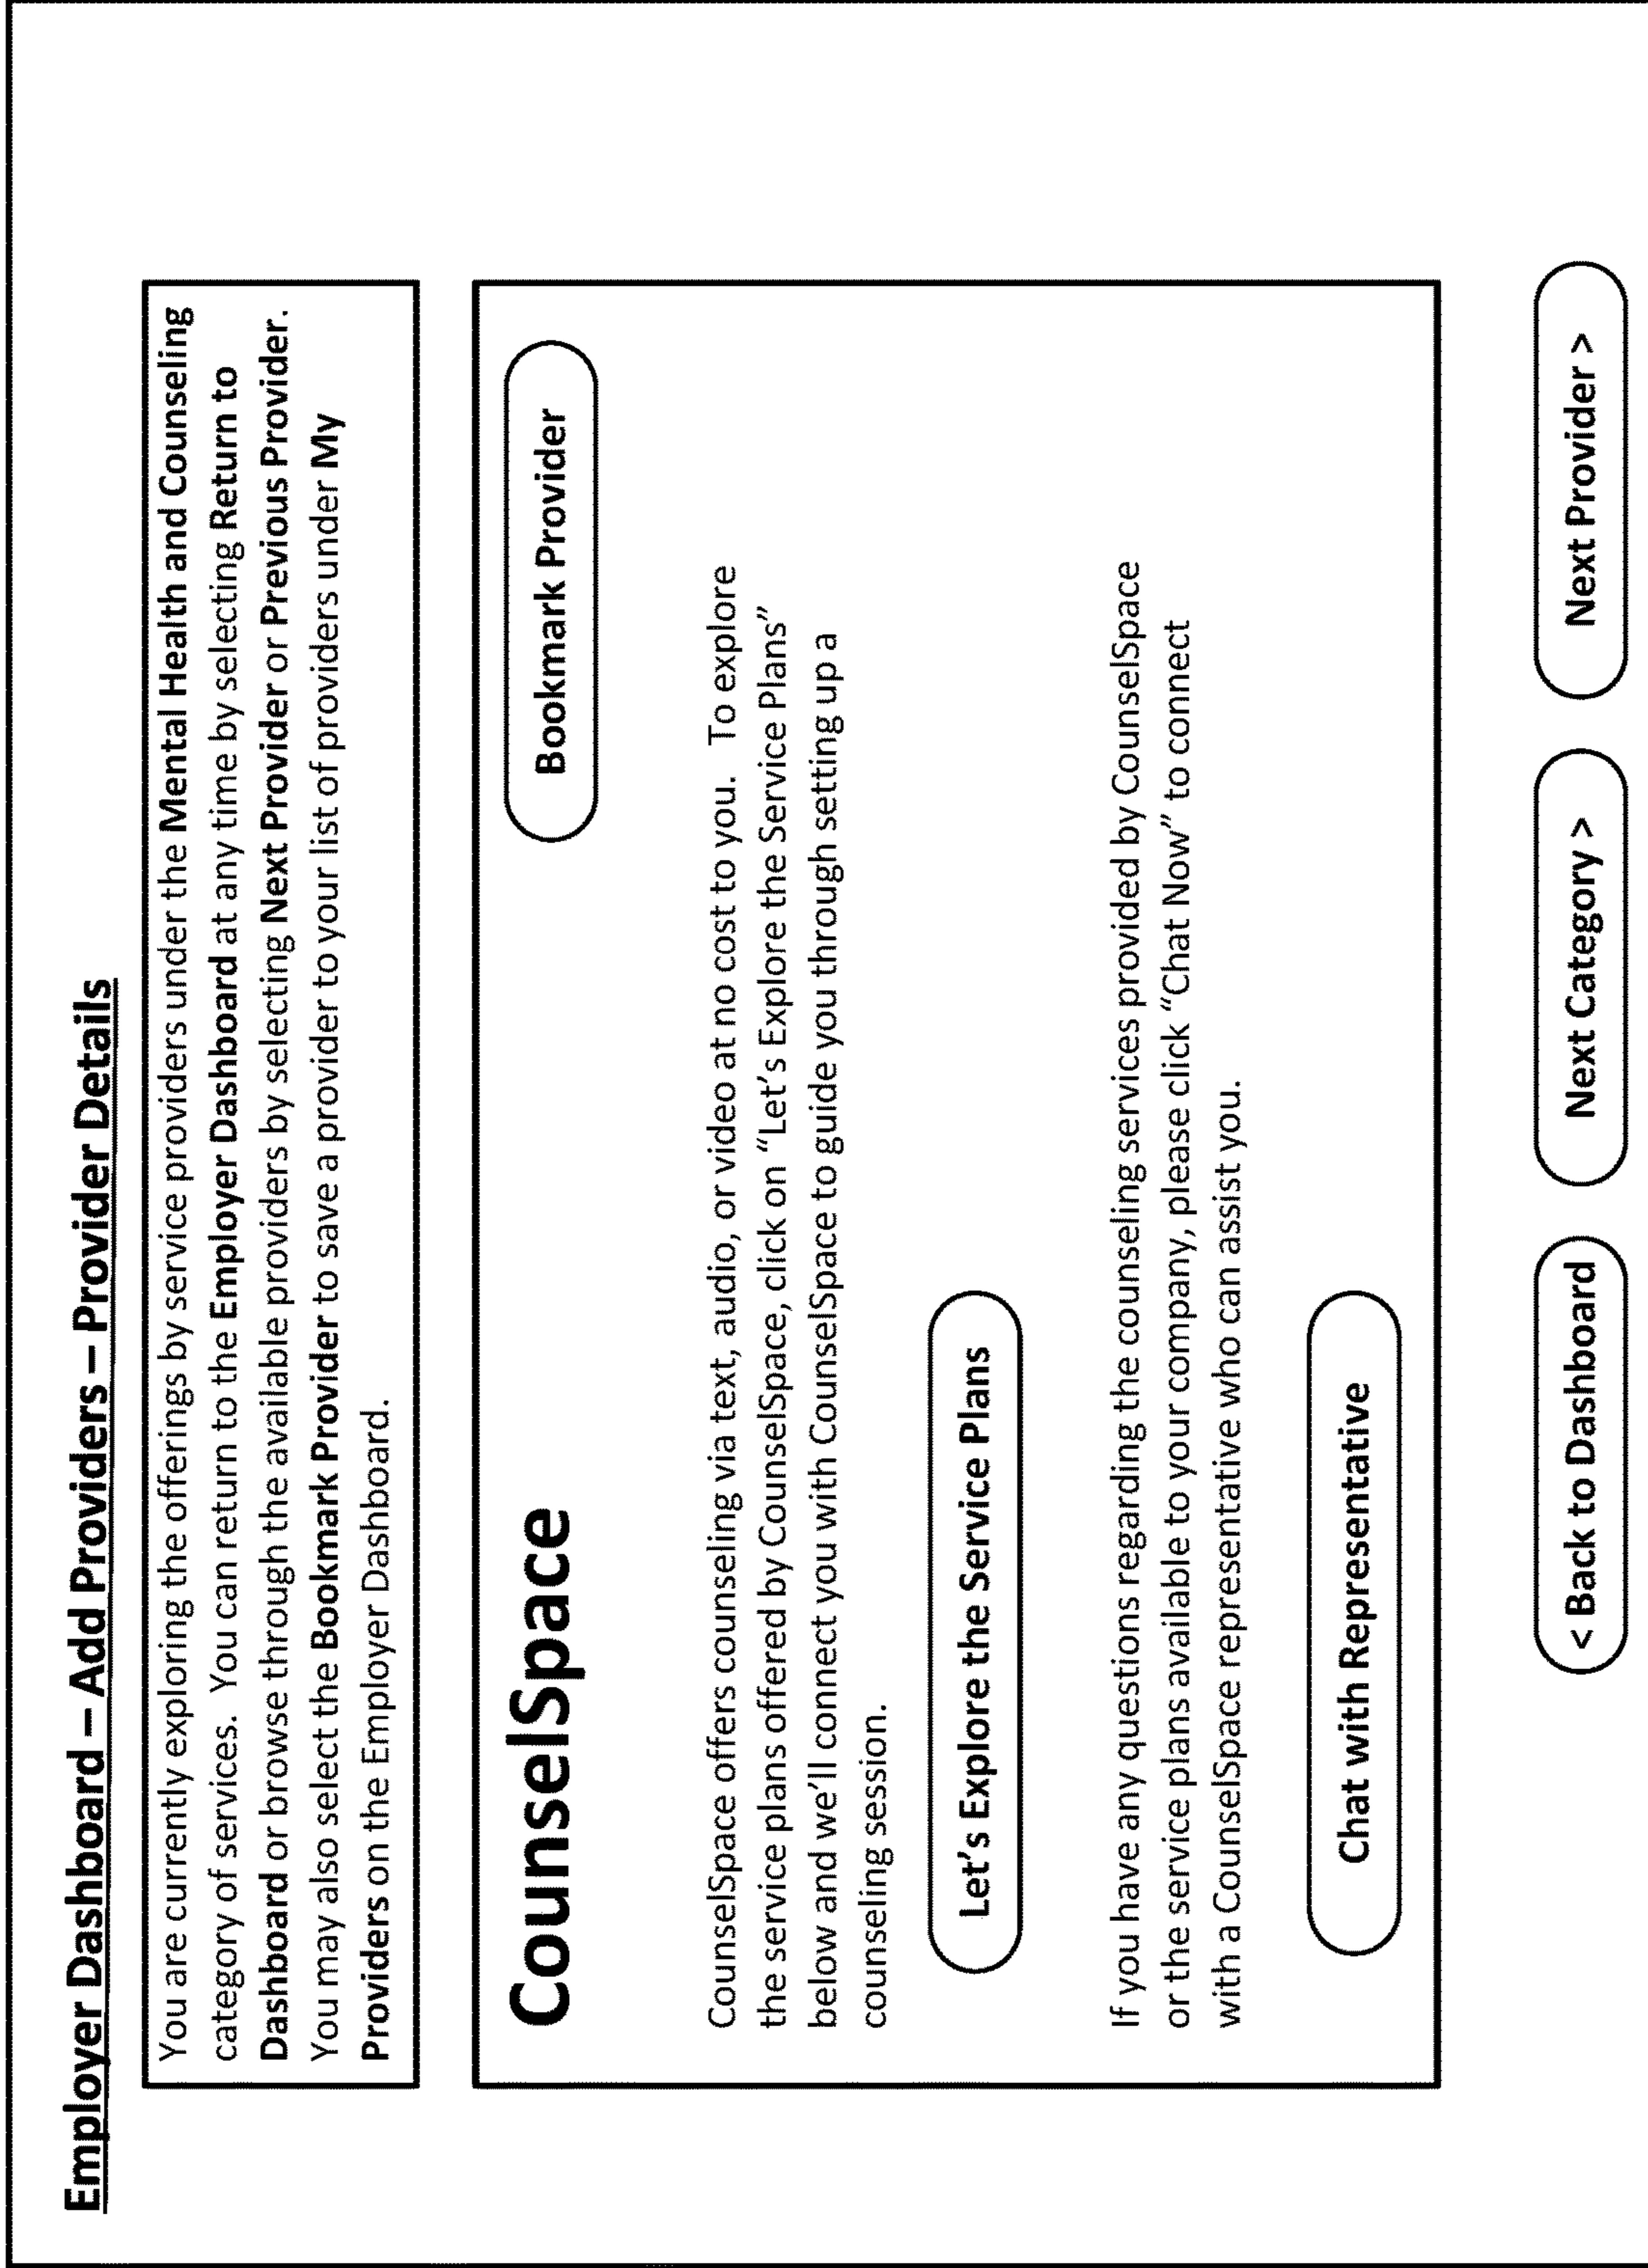 Employer Dashboard – Add Providers – Provider Details
You are currently exploring the offerings by service providers under the Mental Health and Counseling
category of services.  You can return to the Employer Dashboard at any time by selecting Return to
Dashboard or browse through the available providers by selecting Next Provider or Previous Provider.
You may also select the Bookmark Provider to save a provider to your list of providers under My
Providers on the Employer Dashboard.
CounselSpace
Bookmark Provider
CounselSpace offers counseling via text, audio, or video at no cost to you.  To explore
the service plans offered by CounselSpace, click on “Let’s Explore the Service Plans”
below and we’ll connect you with CounselSpace to guide you through setting up a
counseling session.
Let’s Explore the Service Plans
If you have any questions regarding the counseling services provided by CounselSpace
or the service plans available to your company, please click “Chat Now” to connect
with a CounselSpace representative who can assist you.
Chat with Representative
< Back to Dashboard
Next Category >
Next Provider >